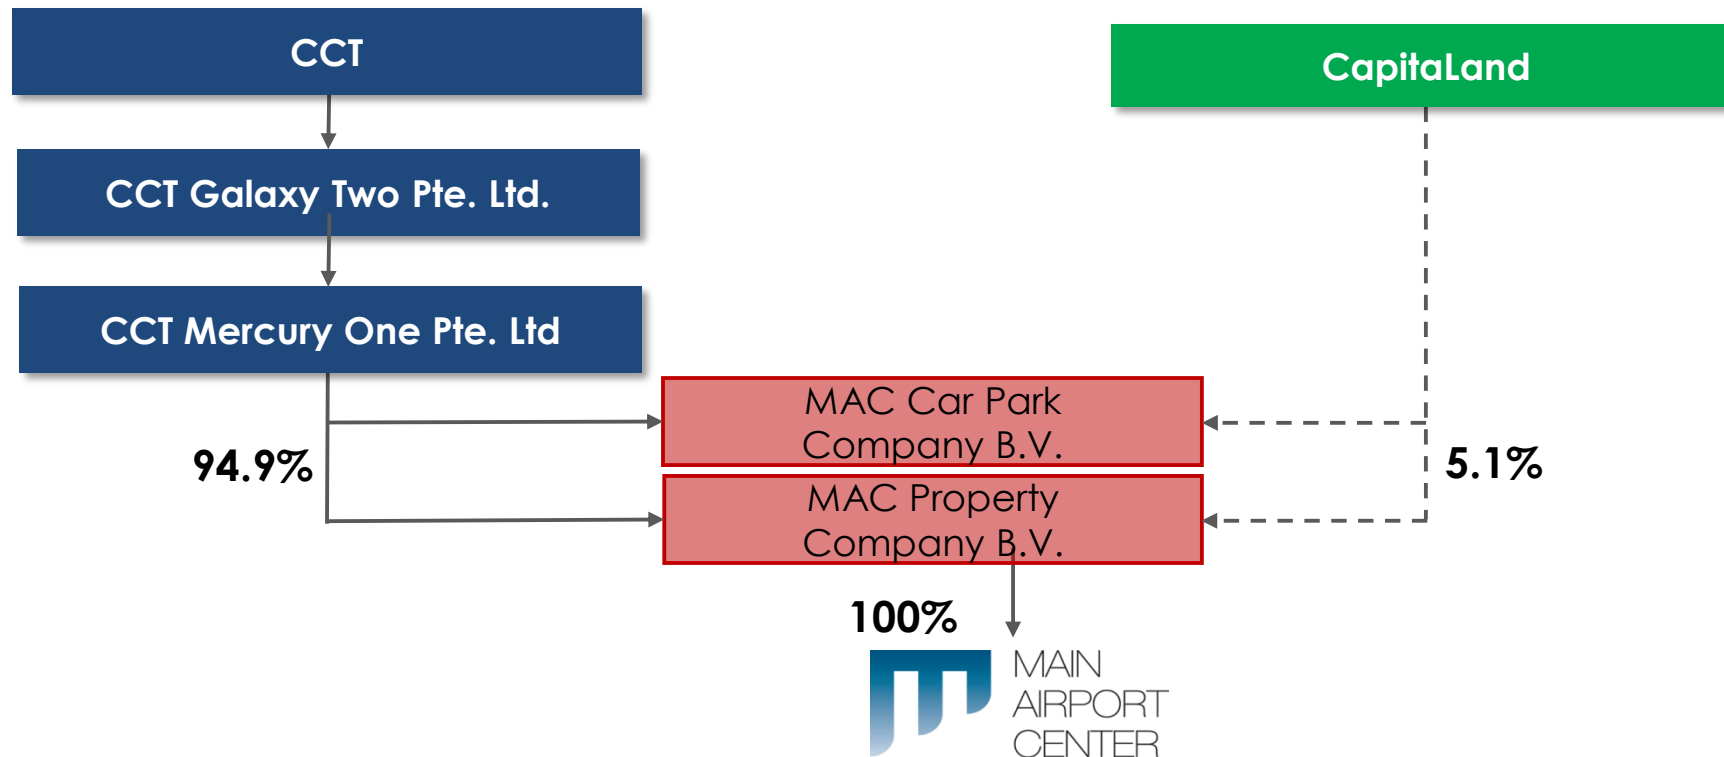 CCT
CapitaLand
CCT Galaxy Two Pte. Ltd.
CCT Mercury One Pte. Ltd
MAC Car Park
Company B.V.
94.9%
5.1%
MAC Property
Company B.V.
100%
MAIN
AIRPORT
CENTER